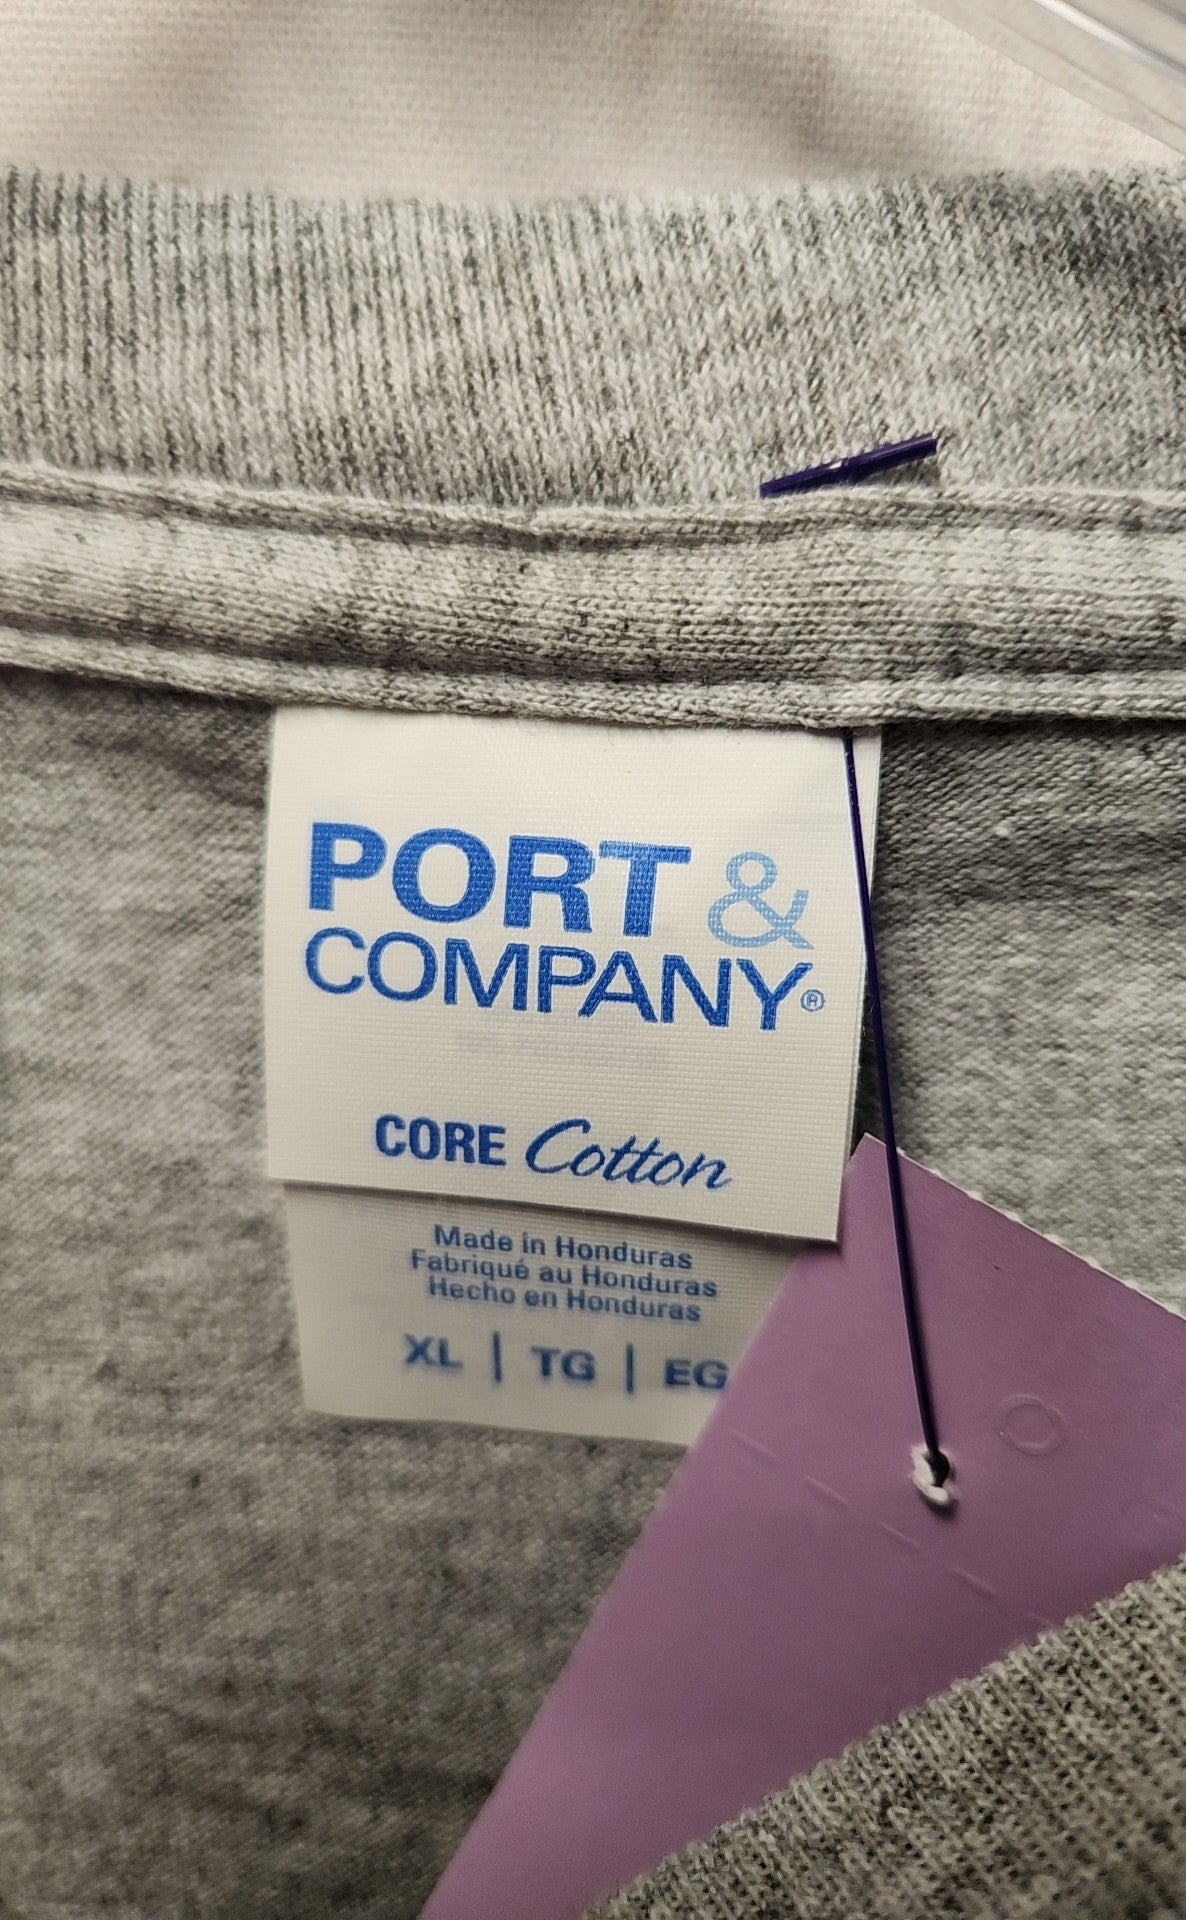 PORT &
COMPANY®
CORE Cotton
Made in Honduras
Fabriqué au Honduras
Hecho en Honduras
XL | TG | EG